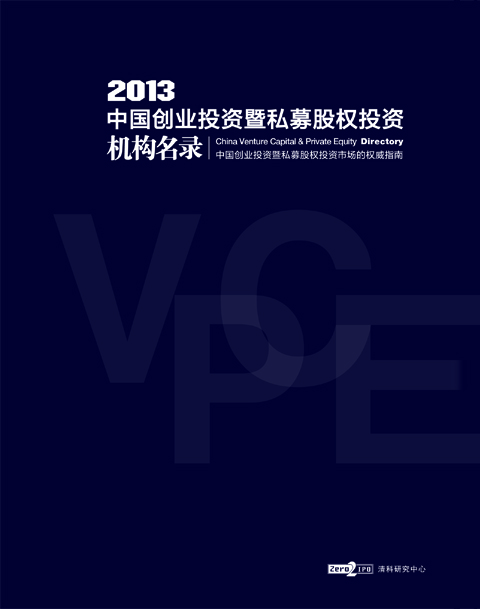 2013
中国创业投资暨私募股权投资
机构名录
China Venture Capital & Private Equity Directory
中国创业投资暨私募股权投资市场的权威指南
VC
PE
Zero2IPO 清科研究中心